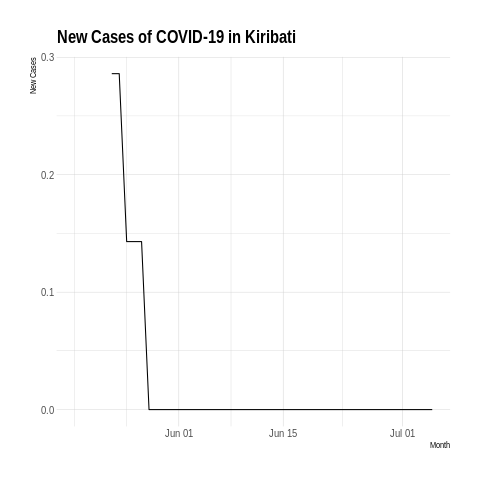 New Cases of COVID-19 in Kiribati
New Cases
0.3
0.2
0.1
0.0
Jun 01
Jun 15
Jul 01
Month